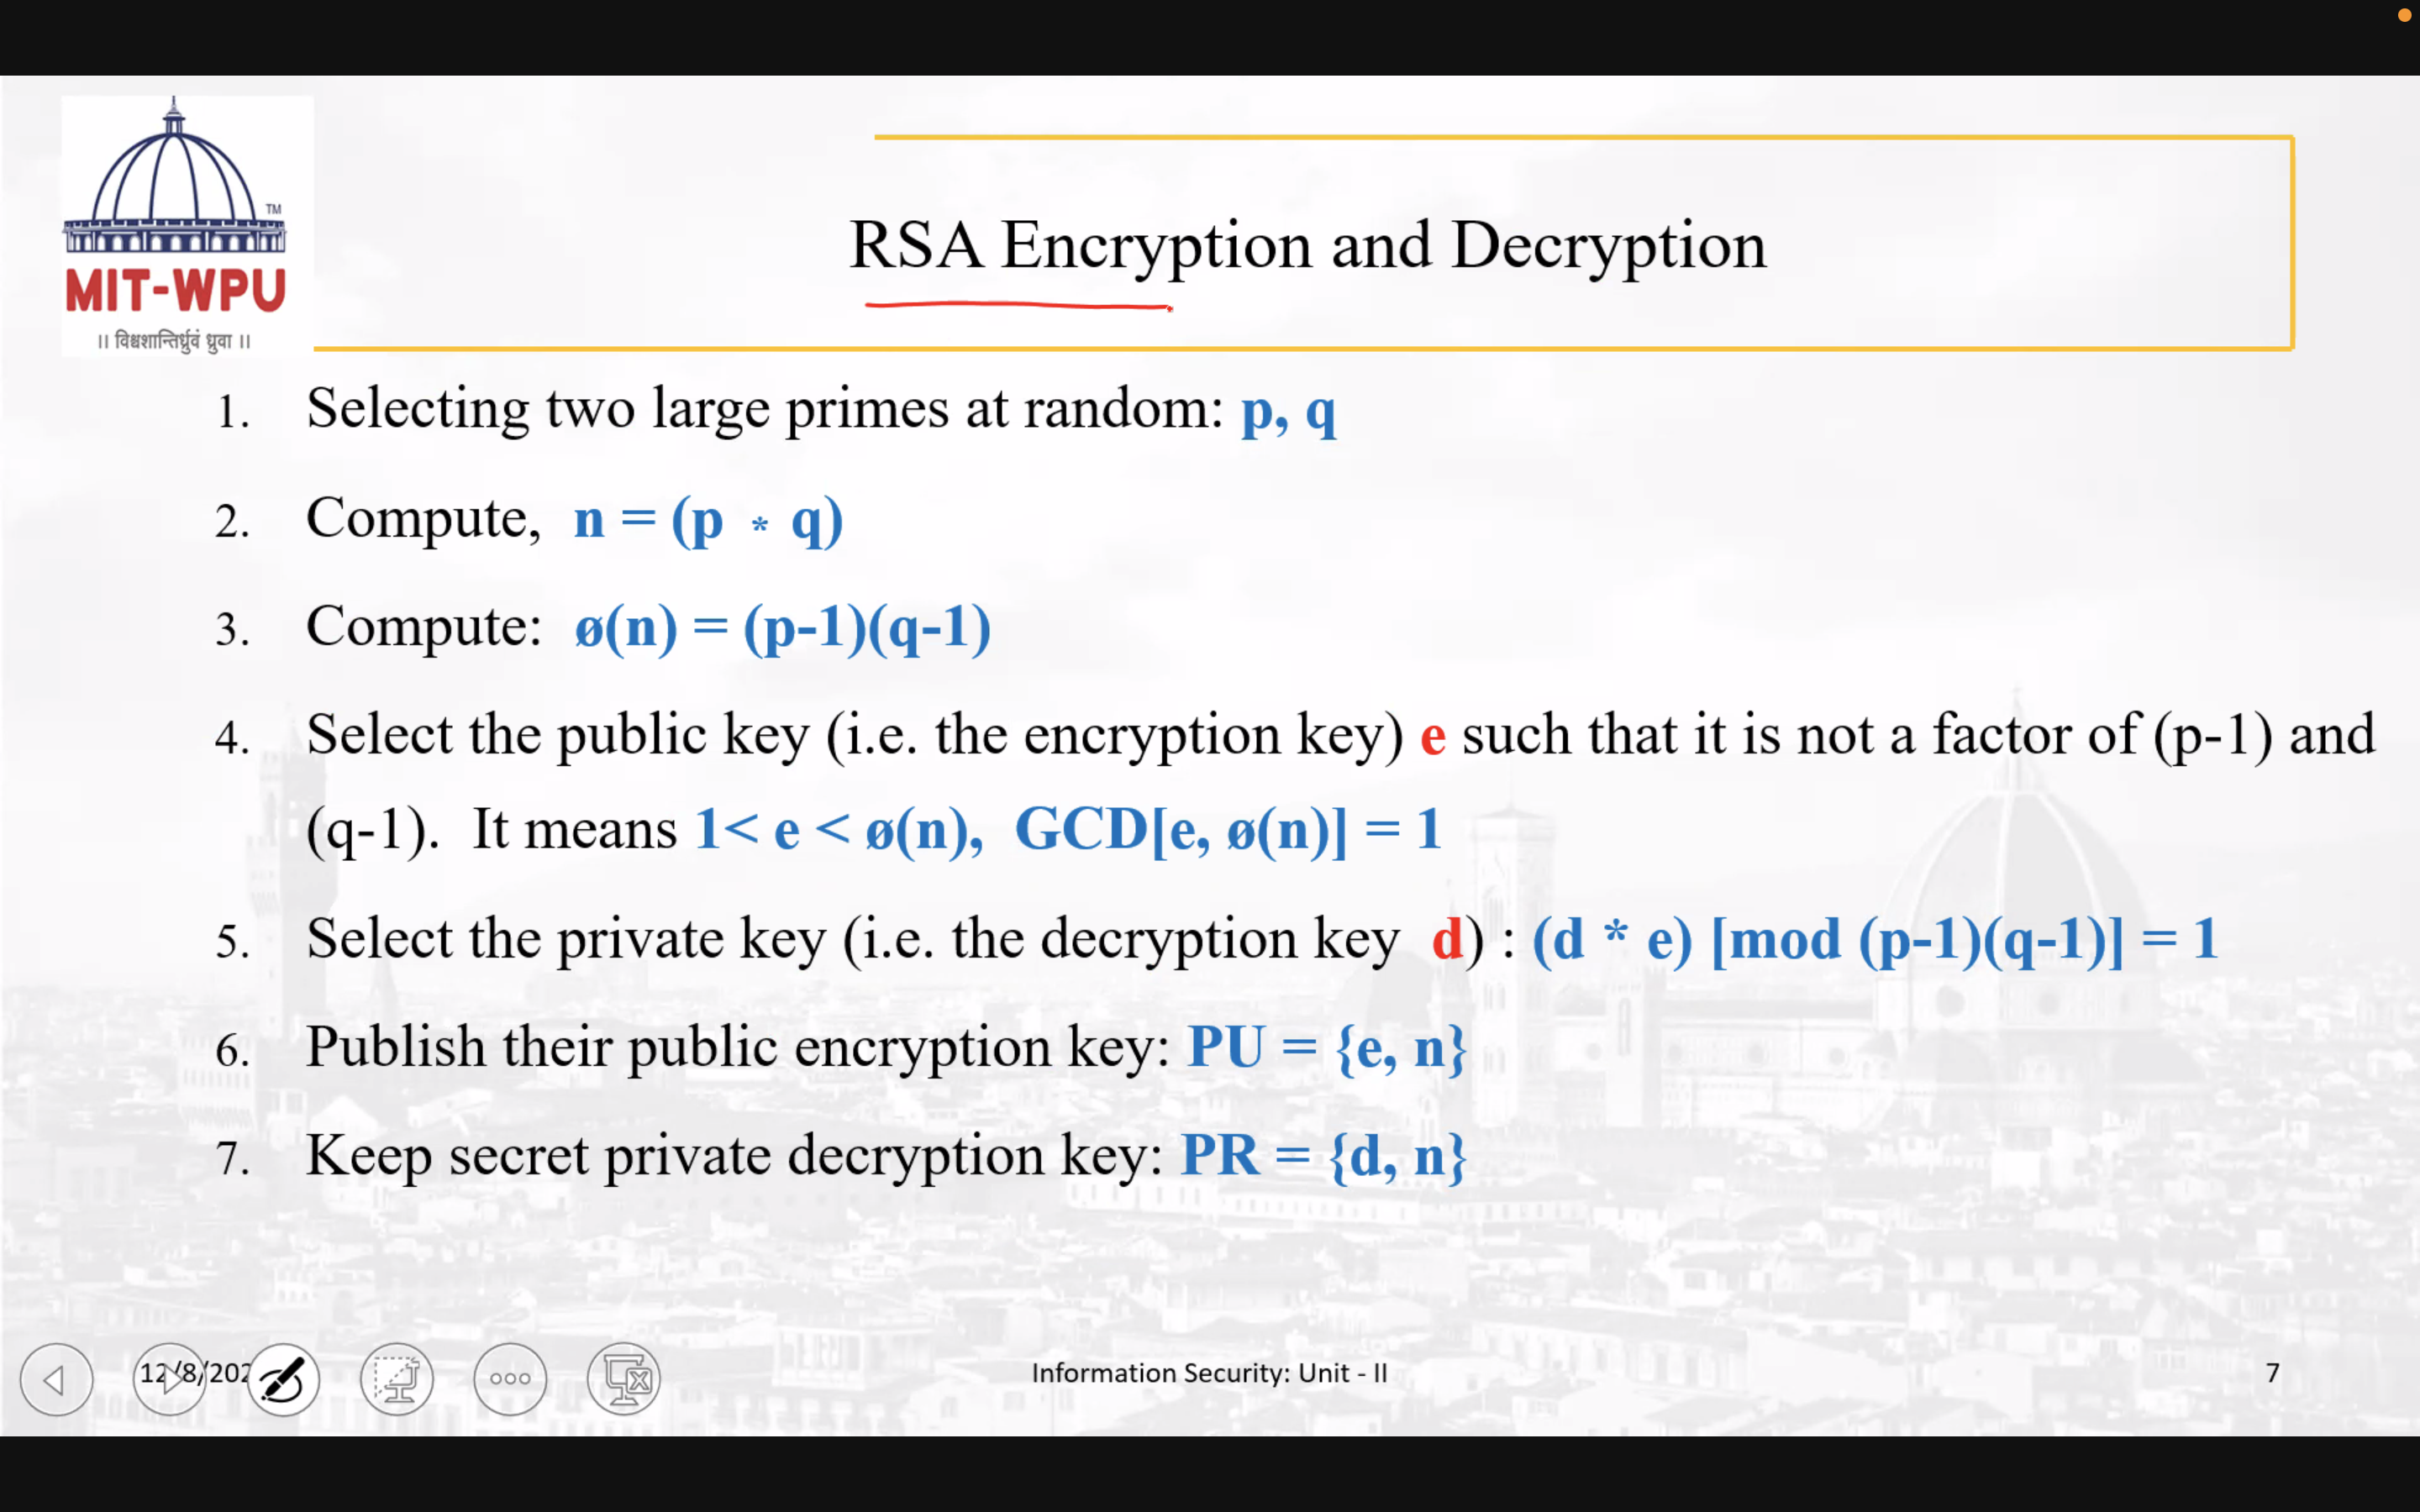 TM
MIT-WPU
॥ विश्वशान्तिर्ध्रुवं ध्रुवा ॥
RSA Encryption and Decryption
1. Selecting two large primes at random: p, q
2. Compute, n = (p * q)
3. Compute: ø(n) = (p-1)(q-1)
4. Select the public key (i.e. the encryption key) e such that it is not a factor of (p-1) and
(q-1). It means 1< e < ø(n), GCD[e, ø(n)] = 1
5. Select the private key (i.e. the decryption key d) : (d * e) [mod (p-1)(q-1)] = 1
6. Publish their public encryption key: PU = {e, n}
7. Keep secret private decryption key: PR = {d, n}
12/8/202
Information Security: Unit - II
7